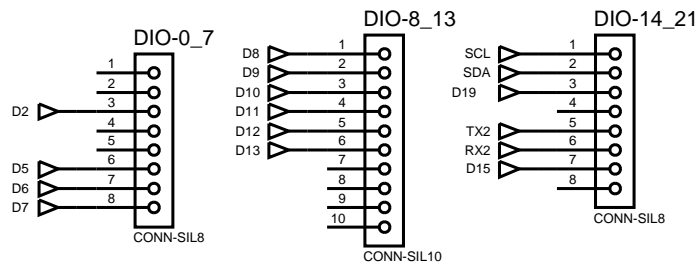 DIO-0_7
1
2
D2 3
4
5
D5 6
D6 7
D7 8
CONN-SIL8
DIO-8_13
D8 1
D9 2
D10 3
D11 4
D12 5
D13 6
7
8
9
10
CONN-SIL10
DIO-14_21
SCL 1
SDA 2
D19 3
4
TX2 5
RX2 6
D15 7
8
CONN-SIL8